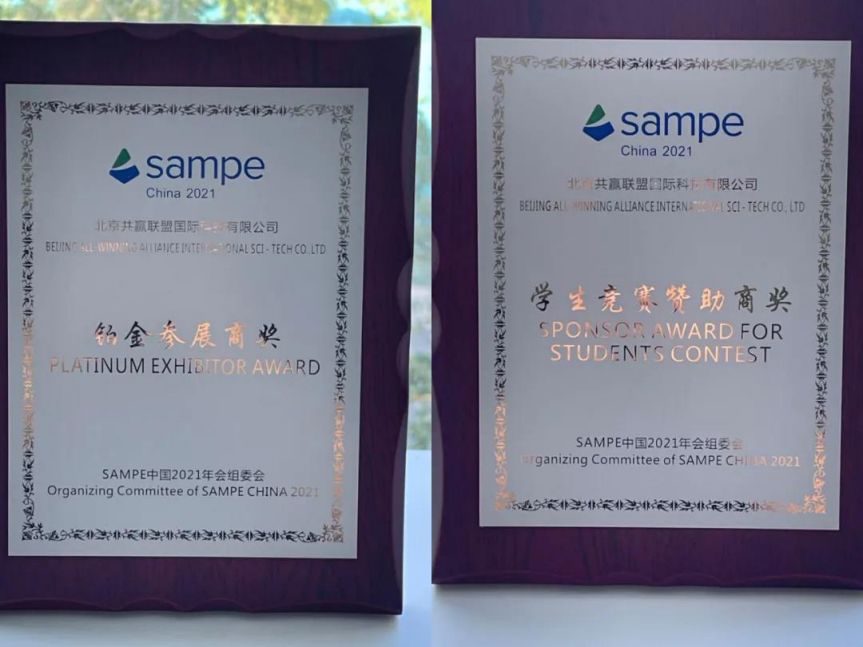 sampe
China 2021
北京共赢联盟国际科技有限公司
BEIJING ALL-WINNING ALLIANCE INTERNATIONAL SCI-TECH CO.,LTD
铂金参展商奖
PLATINUM EXHIBITOR AWARD
SAMPE中国2021年会组委会
Organizing Committee of SAMPE CHINA 2021
sampe
China 2021
北京共赢联盟国际科技有限公司
BEIJING ALL-WINNING ALLIANCE INTERNATIONAL SCI-TECH CO., LTD
学生竞赛赞助商奖
SPONSOR AWARD FOR
STUDENTS CONTEST
SAMPE中国2021年会组委会
Organizing Committee of SAMPE CHINA 2021